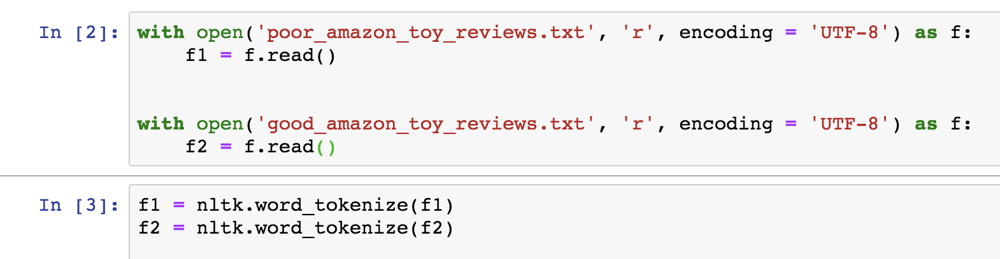 In [2]: with open('poor_amazon_toy_reviews.txt', 'r', encoding = 'UTF-8') as f:
    f1 = f.read()
with open('good_amazon_toy_reviews.txt', 'r', encoding = 'UTF-8') as f:
    f2 = f.read()
In [3]: f1 = nltk.word_tokenize(f1)
f2 = nltk.word_tokenize(f2)